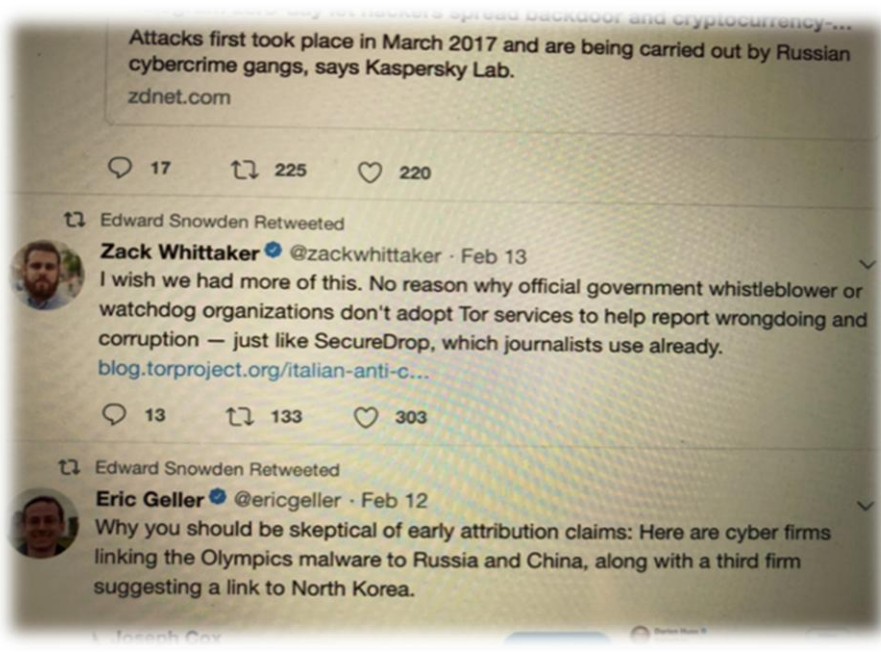 backdoor and cryptocurrency-...
Attacks first took place in March 2017 and are being carried out by Russian
cybercrime gangs, says Kaspersky Lab.
zdnet.com
17 225 220
Edward Snowden Retweeted
Zack Whittaker @zackwhittaker · Feb 13
I wish we had more of this. No reason why official government whistleblower or
watchdog organizations don't adopt Tor services to help report wrongdoing and
corruption — just like SecureDrop, which journalists use already.
blog.torproject.org/italian-anti-c...
13 133 303
Edward Snowden Retweeted
Eric Geller @ericgeller · Feb 12
Why you should be skeptical of early attribution claims: Here are cyber firms
linking the Olympics malware to Russia and China, along with a third firm
suggesting a link to North Korea.
Joseph Cox